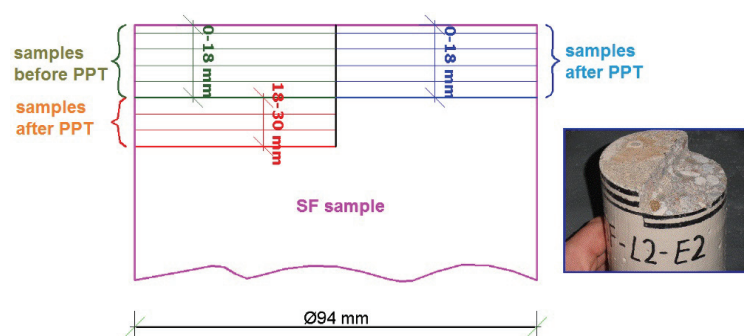 samples
before PPT
0-18 mm
0-18 mm
samples
after PPT
samples
after PPT
18-30 mm
SF sample
F-L2-E2
Ø94 mm